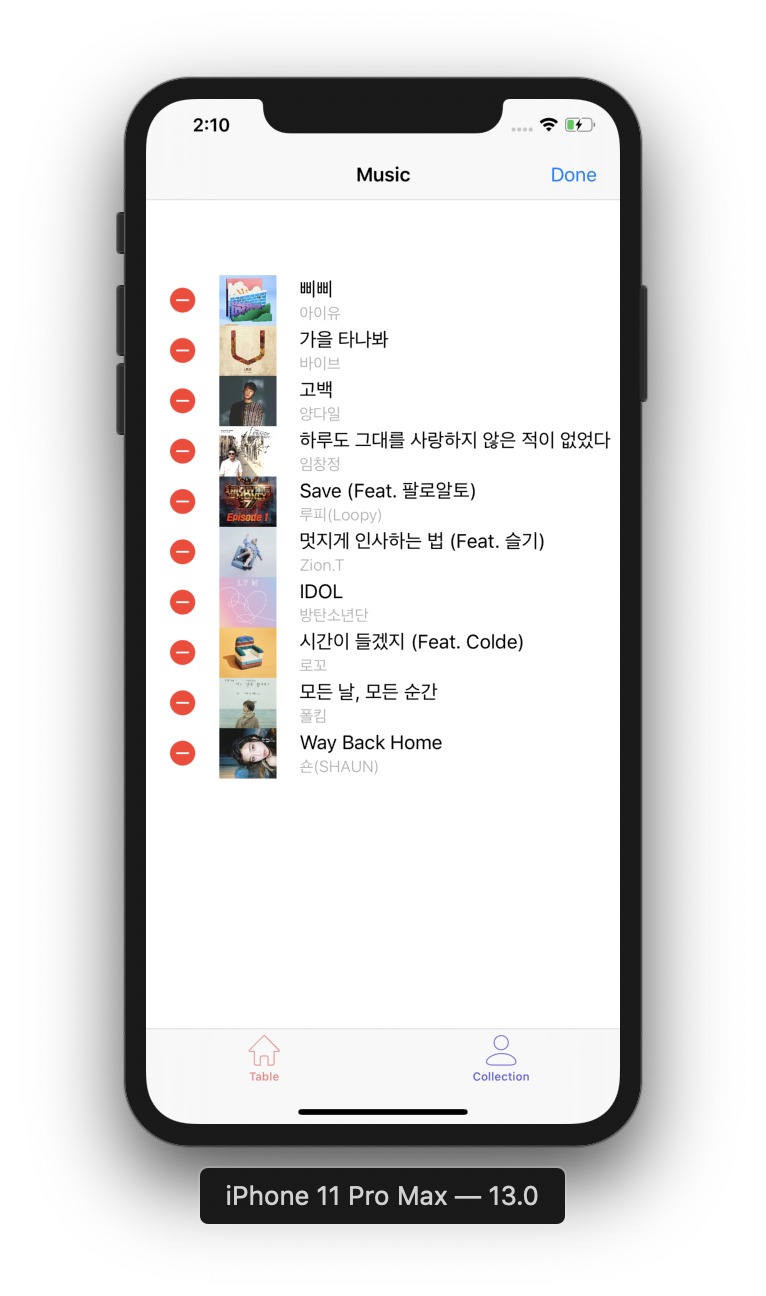 2:10
Music
Done
삐삐
아이유
가을 타나봐
바이브
고백
양다일
하루도 그대를 사랑하지 않은 적이 없었다
임창정
Save (Feat. 팔로알토)
루피(Loopy)
Episode 1
멋지게 인사하는 법 (Feat. 슬기)
Zion.T
IDOL
방탄소년단
시간이 들겠지 (Feat. Colde)
로꼬
모든 날, 모든 순간
폴킴
Way Back Home
숀(SHAUN)
Table
Collection
iPhone 11 Pro Max — 13.0